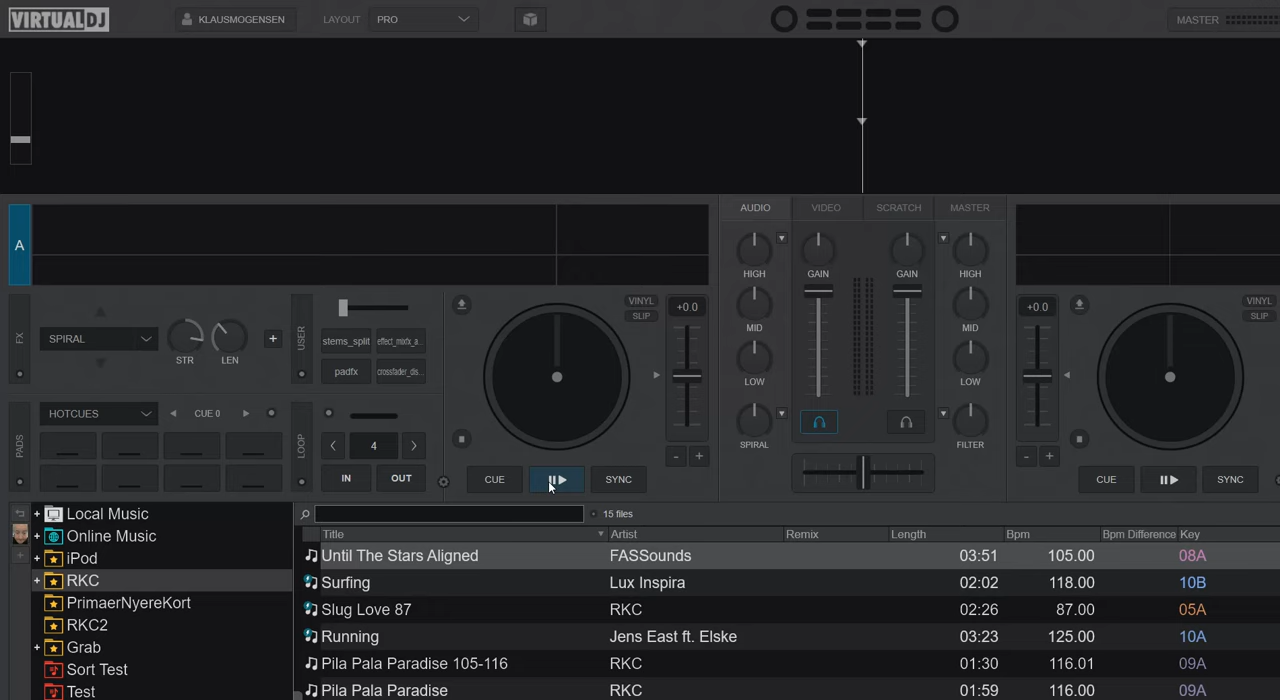 VIRTUALDJ KLAUSMOGENSEN LAYOUT PRO MASTER
A
AUDIO VIDEO SCRATCH MASTER
HIGH GAIN GAIN HIGH
FX SPIRAL STR LEN +
USER
stems_split effect_mixfx_a...
padfx crossfader_dis...
VINYL
SLIP
+0.0
MID MID
LOW LOW
SPIRAL FILTER
+0.0
VINYL
SLIP
PADS HOTCUES CUE 0
LOOP
4
IN OUT
- +
- +
CUE SYNC
CUE SYNC
Local Music
Online Music
iPod
RKC
PrimaerNyereKort
RKC2
Grab
Sort Test
Test
15 files
Title Artist Remix Length Bpm Bpm Difference Key
Until The Stars Aligned FASSounds 03:51 105.00 08A
Surfing Lux Inspira 02:02 118.00 10B
Slug Love 87 RKC 02:26 87.00 05A
Running Jens East ft. Elske 03:23 125.00 10A
Pila Pala Paradise 105-116 RKC 01:30 116.01 09A
Pila Pala Paradise RKC 01:59 116.00 09A